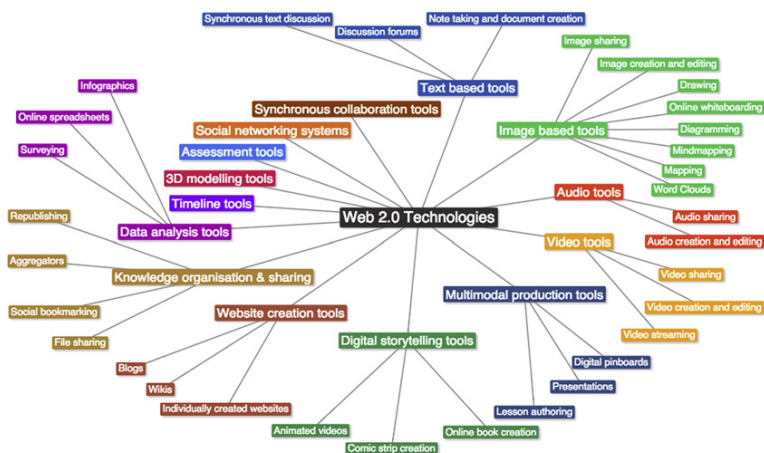 Synchronous text discussion
Note taking and document creation
Discussion forums
Text based tools
Image sharing
Image creation and editing
Drawing
Online whiteboarding
Diagramming
Mindmapping
Mapping
Word Clouds
Image based tools
Infographics
Online spreadsheets
Surveying
Data analysis tools
Synchronous collaboration tools
Social networking systems
Assessment tools
3D modelling tools
Timeline tools
Web 2.0 Technologies
Audio tools
Audio sharing
Audio creation and editing
Video tools
Video sharing
Video creation and editing
Video streaming
Republishing
Aggregators
Social bookmarking
File sharing
Knowledge organisation & sharing
Website creation tools
Blogs
Wikis
Individually created websites
Digital storytelling tools
Animated videos
Comic strip creation
Online book creation
Multimodal production tools
Digital pinboards
Presentations
Lesson authoring